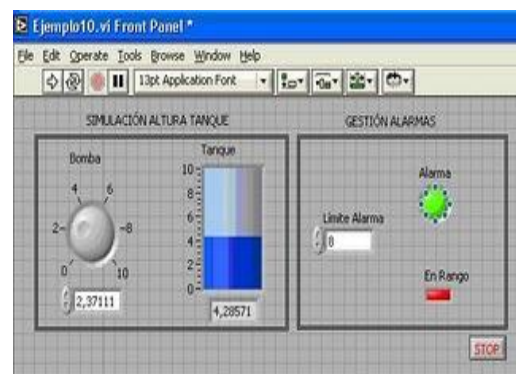 Ejemplo10.vi Front Panel *
File Edit Operate Tools Browse Window Help
13pt Application Font
SIMULACIÓN ALTURA TANQUE
GESTIÓN ALARMAS
Bomba
4 6
2 8
0 10
2,37111
Tanque
10
8
6
4
2
0
4,28571
Alarma
Limite Alarma
8
En Rango
STOP